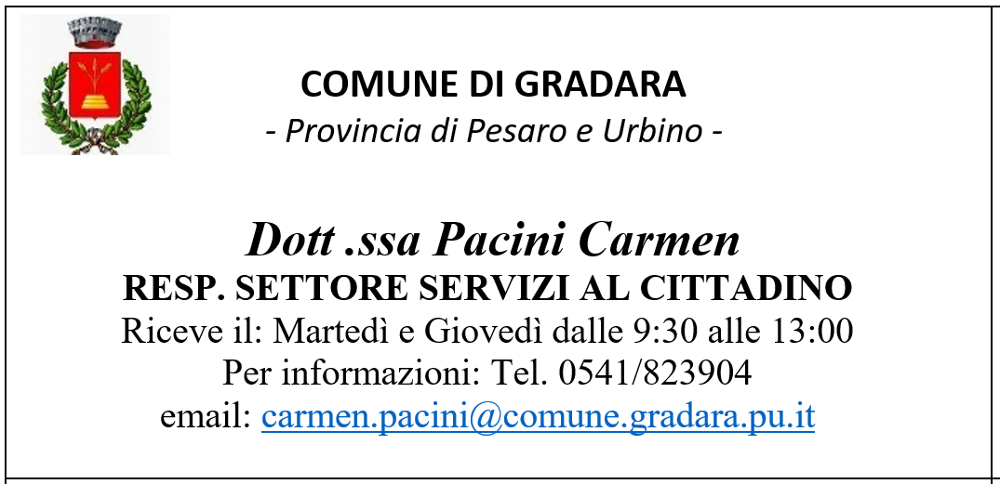 COMUNE DI GRADARA
- Provincia di Pesaro e Urbino -
Dott .ssa Pacini Carmen
RESP. SETTORE SERVIZI AL CITTADINO
Riceve il: Martedì e Giovedì dalle 9:30 alle 13:00
Per informazioni: Tel. 0541/823904
email: carmen.pacini@comune.gradara.pu.it